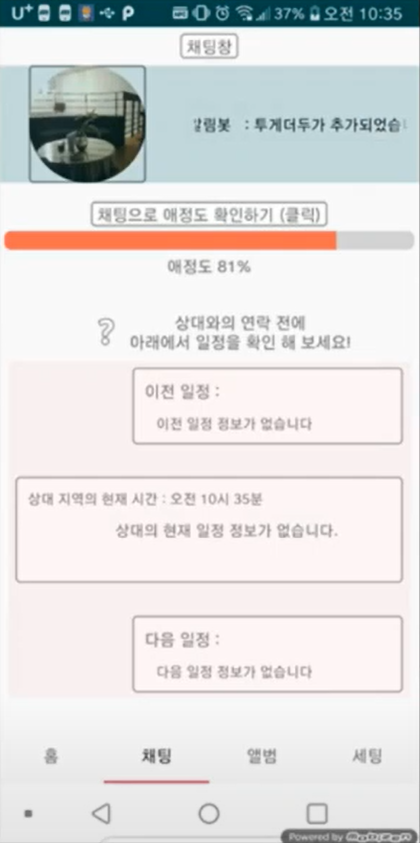 U+ P 37% 오전 10:35
채팅창
알림봇 : 투게더두가 추가되었습
채팅으로 애정도 확인하기 (클릭)
애정도 81%
?
상대와의 연락 전에
아래에서 일정을 확인 해 보세요!
이전 일정 :
이전 일정 정보가 없습니다
상대 지역의 현재 시간 : 오전 10시 35분
상대의 현재 일정 정보가 없습니다.
다음 일정 :
다음 일정 정보가 없습니다
홈 채팅 앨범 세팅
Powered by Mobizen